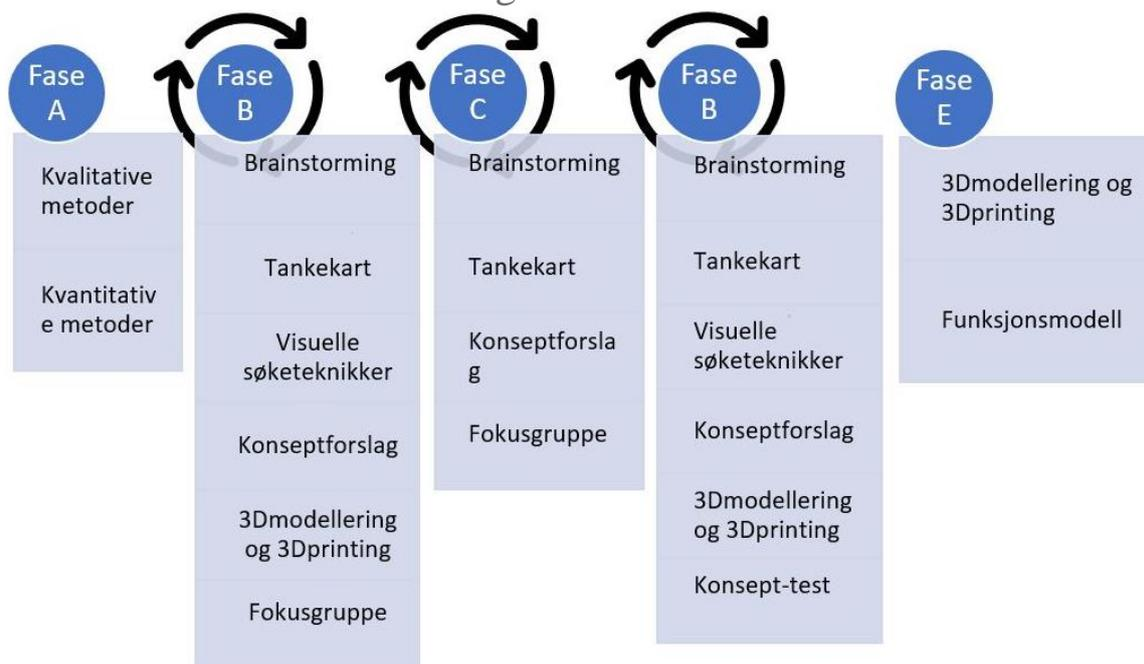 Fase
A
Kvalitative
metoder
Kvantitativ
e metoder
Fase
B
Brainstorming
Tankekart
Visuelle
søketeknikker
Konseptforslag
3Dmodellering
og 3Dprinting
Fokusgruppe
Fase
C
Brainstorming
Tankekart
Konseptforsla
g
Fokusgruppe
Fase
B
Brainstorming
Tankekart
Visuelle
søketeknikker
Konseptforslag
3Dmodellering
og 3Dprinting
Konsept-test
Fase
E
3Dmodellering og
3Dprinting
Funksjonsmodell